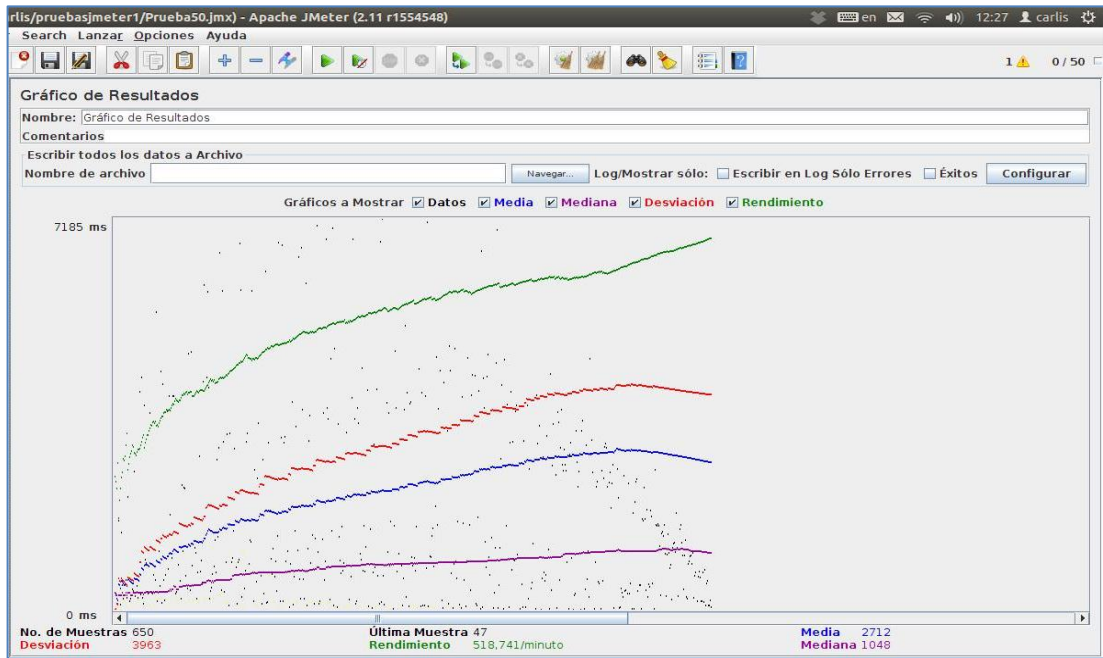 rlis/pruebasjmeter1/Prueba50.jmx) - Apache JMeter (2.11 r1554548) en 12:27 carlis
Search Lanzar Opciones Ayuda
1 0 / 50
Gráfico de Resultados
Nombre: Gráfico de Resultados
Comentarios
Escribir todos los datos a Archivo
Nombre de archivo Navegar... Log/Mostrar sólo: Escribir en Log Sólo Errores Éxitos Configurar
Gráficos a Mostrar Datos Media Mediana Desviación Rendimiento
7185 ms
0 ms
No. de Muestras 650 Última Muestra 47 Media 2712
Desviación 3963 Rendimiento 518,741/minuto Mediana 1048